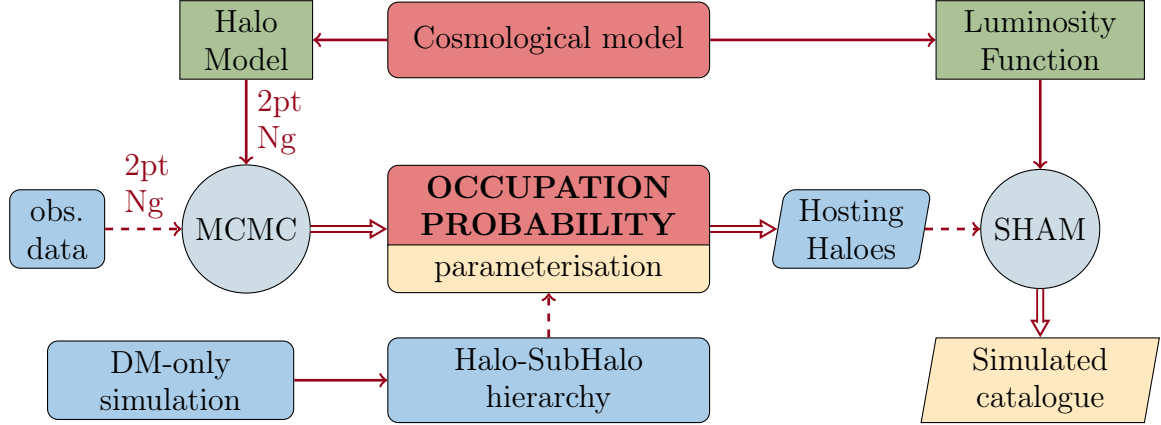 Halo
Model
Cosmological model
Luminosity
Function
2pt
Ng
2pt
Ng
obs.
data
MCMC
OCCUPATION
PROBABILITY
parameterisation
Hosting
Haloes
SHAM
DM-only
simulation
Halo-SubHalo
hierarchy
Simulated
catalogue